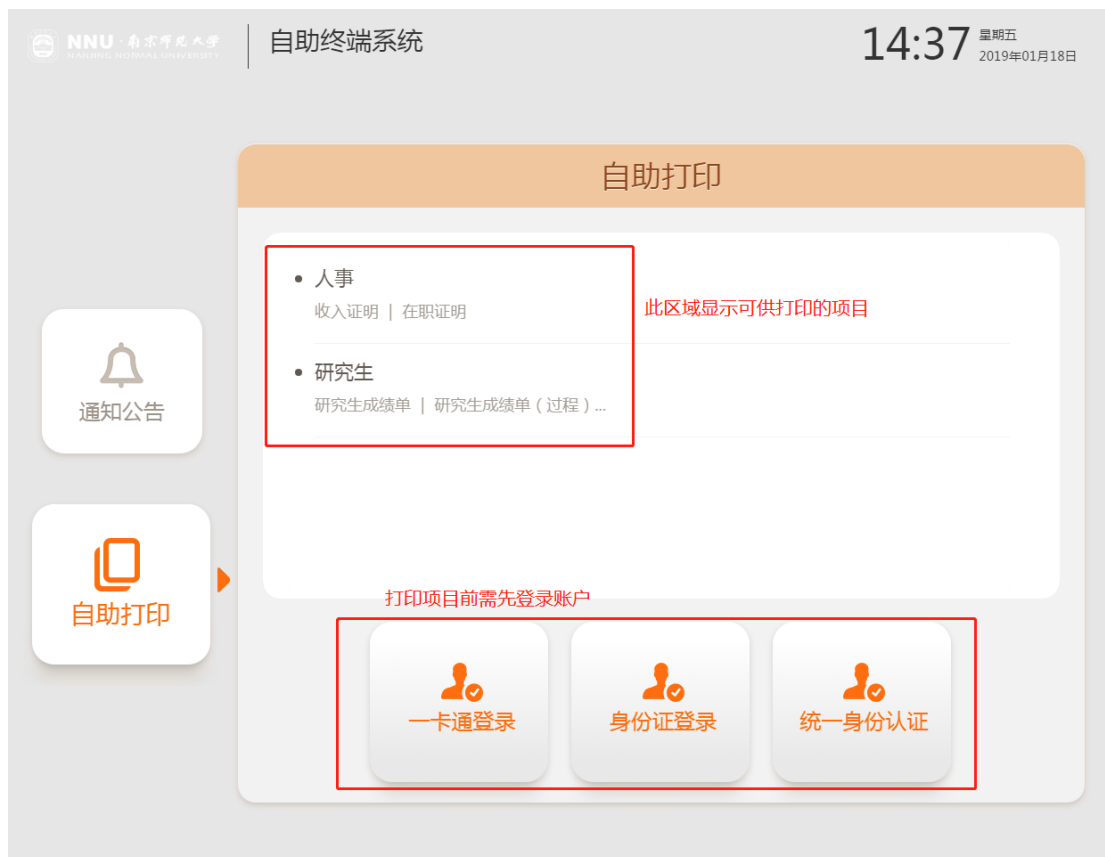 NNU·南京师范大学
NANJING NORMAL UNIVERSITY
自助终端系统
14:37
星期五
2019年01月18日
自助打印
人事
收入证明 | 在职证明
此区域显示可供打印的项目
研究生
研究生成绩单 | 研究生成绩单（过程）...
通知公告
自助打印
打印项目前需先登录账户
一卡通登录
身份证登录
统一身份认证